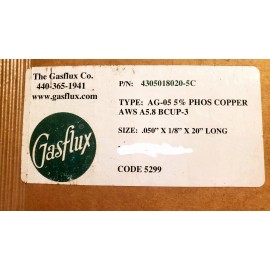 The Gasflux Co.
440-365-1941
www.gasflux.com
Gasflux
P/N: 4305018020-5C
TYPE: AG-05 5% PHOS COPPER
AWS A5.8 BCUP-3
SIZE: .050" X 1/8" X 20" LONG
CODE 5299